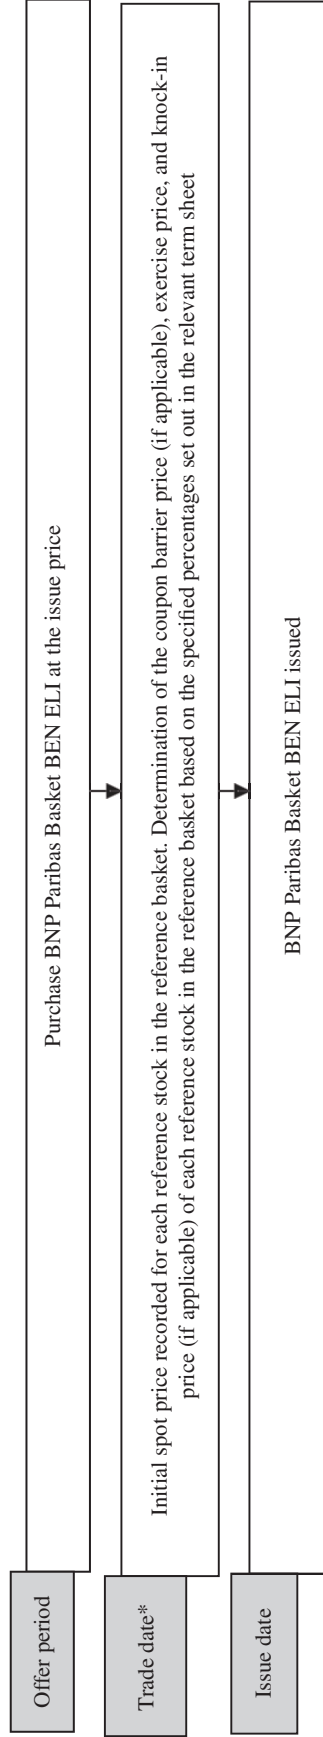 Offer period
Purchase BNP Paribas Basket BEN ELI at the issue price
Trade date*
Initial spot price recorded for each reference stock in the reference basket. Determination of the coupon barrier price (if applicable), exercise price, and knock-in
price (if applicable) of each reference stock in the reference basket based on the specified percentages set out in the relevant term sheet
Issue date
BNP Paribas Basket BEN ELI issued